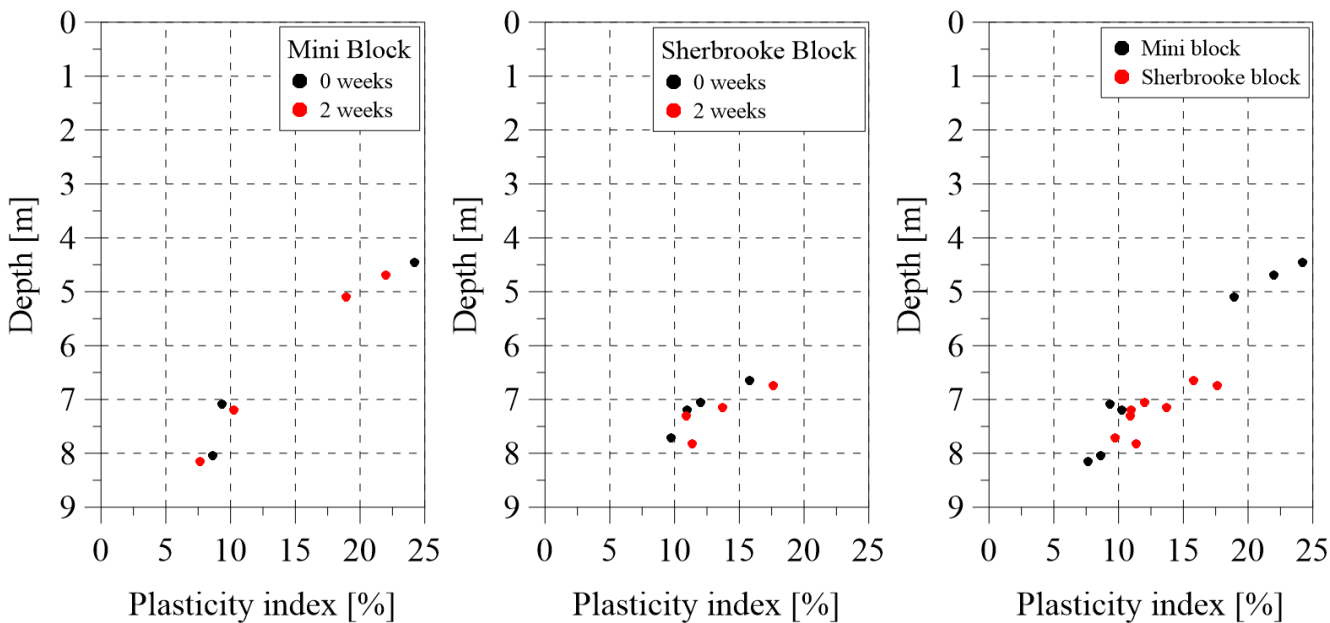 Mini Block
0 weeks
2 weeks
0
1
2
3
4
5
6
7
8
9
Depth [m]
0 5 10 15 20 25
Plasticity index [%]
Sherbrooke Block
0 weeks
2 weeks
0
1
2
3
4
5
6
7
8
9
Depth [m]
0 5 10 15 20 25
Plasticity index [%]
Mini block
Sherbrooke block
0
1
2
3
4
5
6
7
8
9
Depth [m]
0 5 10 15 20 25
Plasticity index [%]